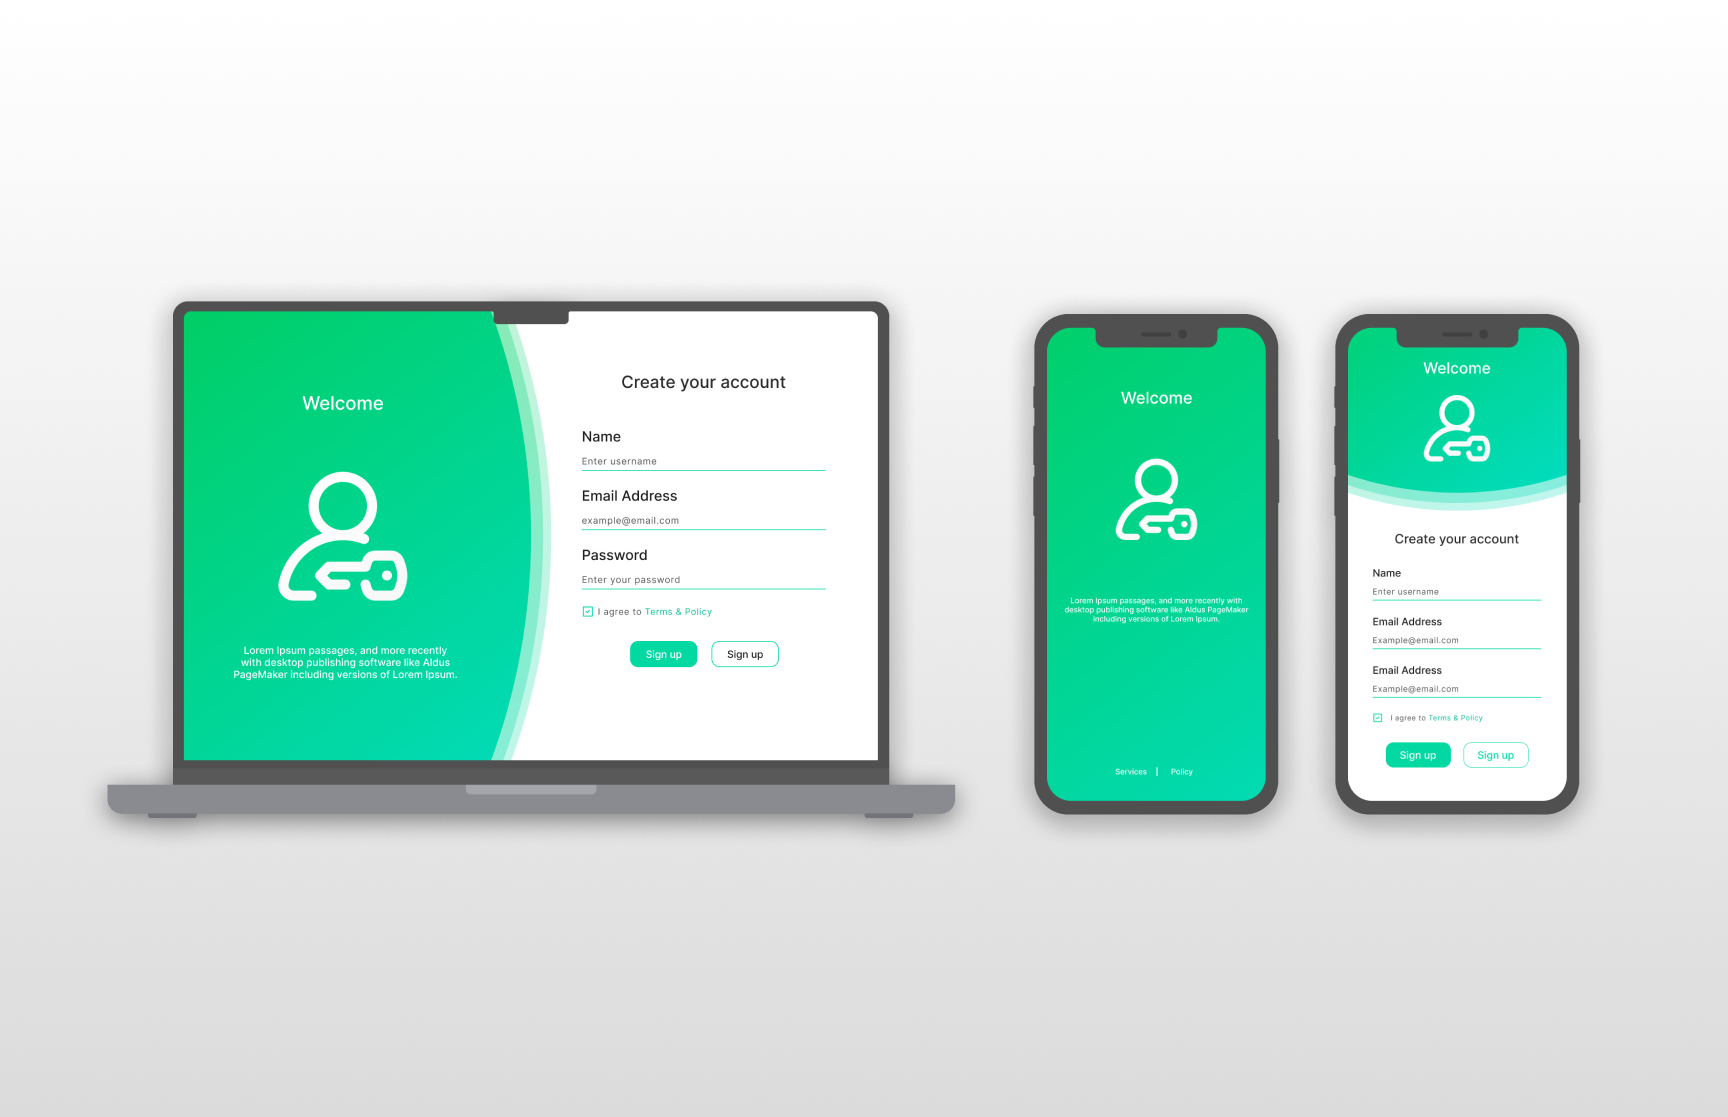 Welcome
Lorem Ipsum passages, and more recently
with desktop publishing software like Aldus
PageMaker including versions of Lorem Ipsum.
Create your account
Name
Enter username
Email Address
example@email.com
Password
Enter your password
I agree to Terms & Policy
Sign up
Sign up
Welcome
Lorem Ipsum passages, and more recently with
desktop publishing software like Aldus PageMaker
including versions of Lorem Ipsum.
Services | Policy
Welcome
Create your account
Name
Enter username
Email Address
Example@email.com
Email Address
Example@email.com
I agree to Terms & Policy
Sign up
Sign up